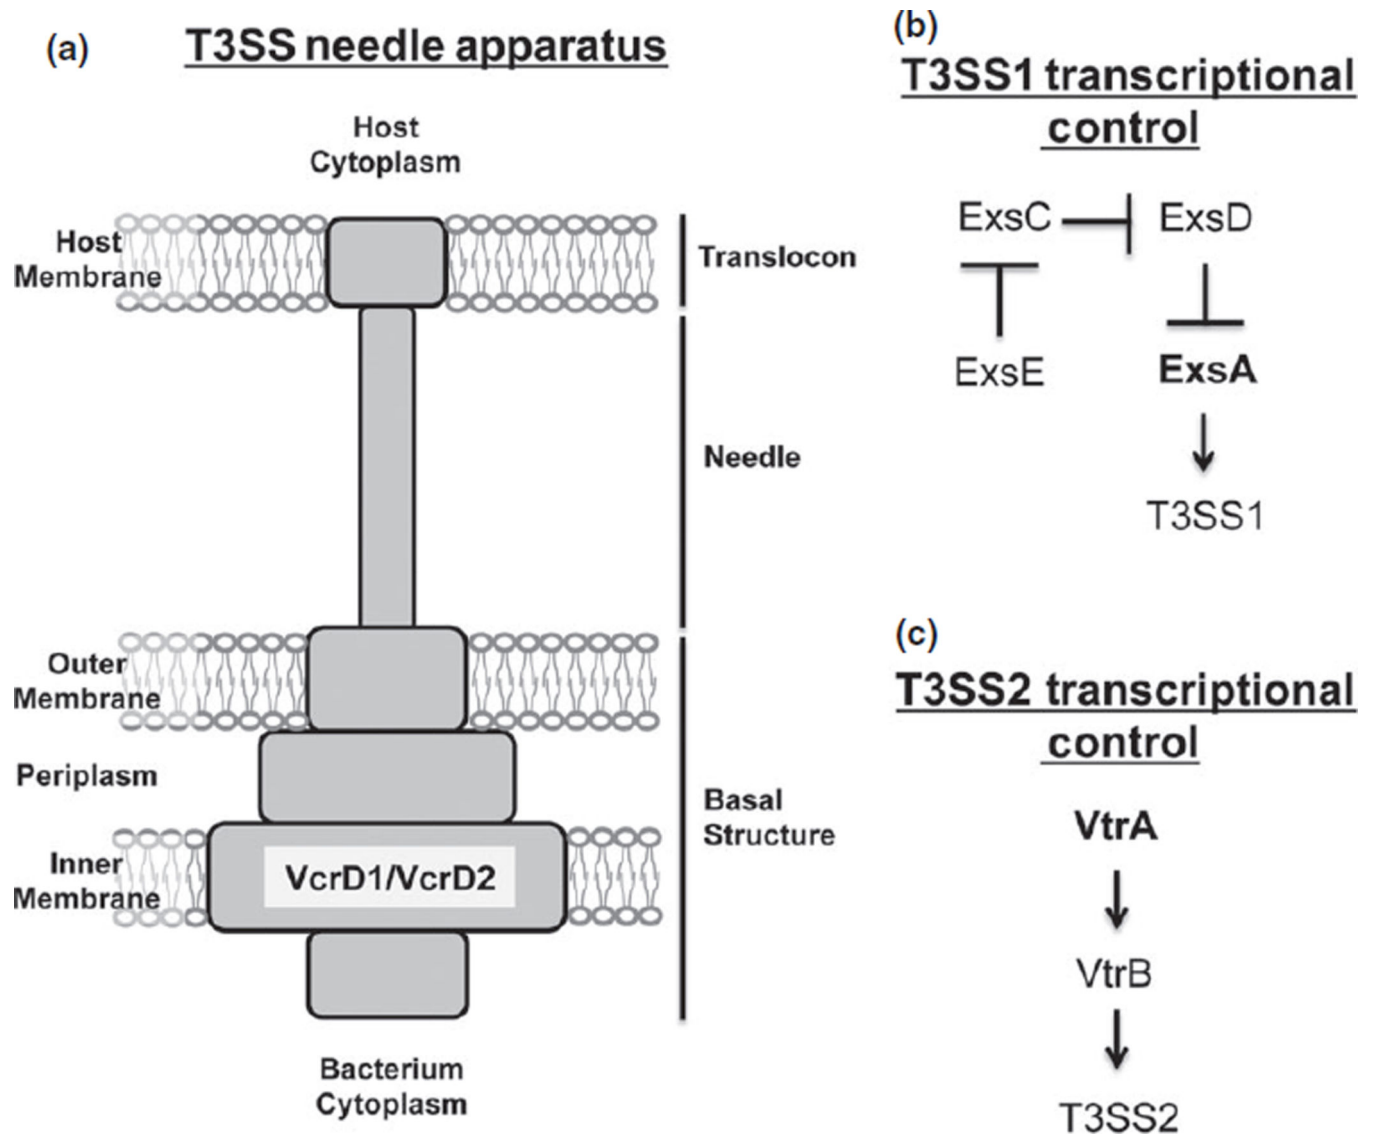 (a)
T3SS needle apparatus
Host
Cytoplasm
Host
Membrane
Translocon
Needle
Outer
Membrane
Periplasm
Basal
Structure
Inner
Membrane
VcrD1/VcrD2
Bacterium
Cytoplasm
(b)
T3SS1 transcriptional
control
ExsC
ExsD
ExsE
ExsA
T3SS1
(c)
T3SS2 transcriptional
control
VtrA
VtrB
T3SS2